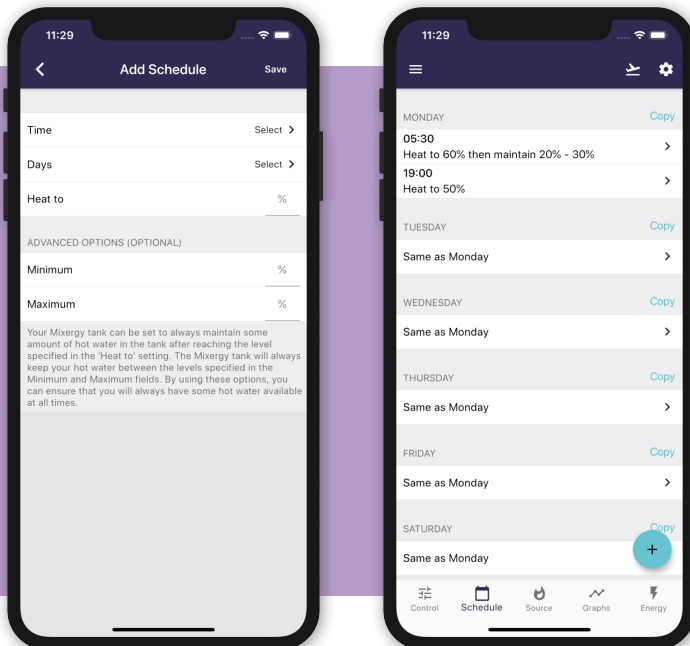 11:29
Add Schedule
Save
Time
Select
Days
Select
Heat to
%
ADVANCED OPTIONS (OPTIONAL)
Minimum
%
Maximum
%
Your Mixergy tank can be set to always maintain some
amount of hot water in the tank after reaching the level
specified in the 'Heat to' setting. The Mixergy tank will always
keep your hot water between the levels specified in the
Minimum and Maximum fields. By using these options, you
can ensure that you will always have some hot water available
at all times.
11:29
MONDAY
Copy
05:30
Heat to 60% then maintain 20% - 30%
19:00
Heat to 50%
TUESDAY
Copy
Same as Monday
WEDNESDAY
Copy
Same as Monday
THURSDAY
Copy
Same as Monday
FRIDAY
Copy
Same as Monday
SATURDAY
Copy
Same as Monday
+
Control
Schedule
Source
Graphs
Energy